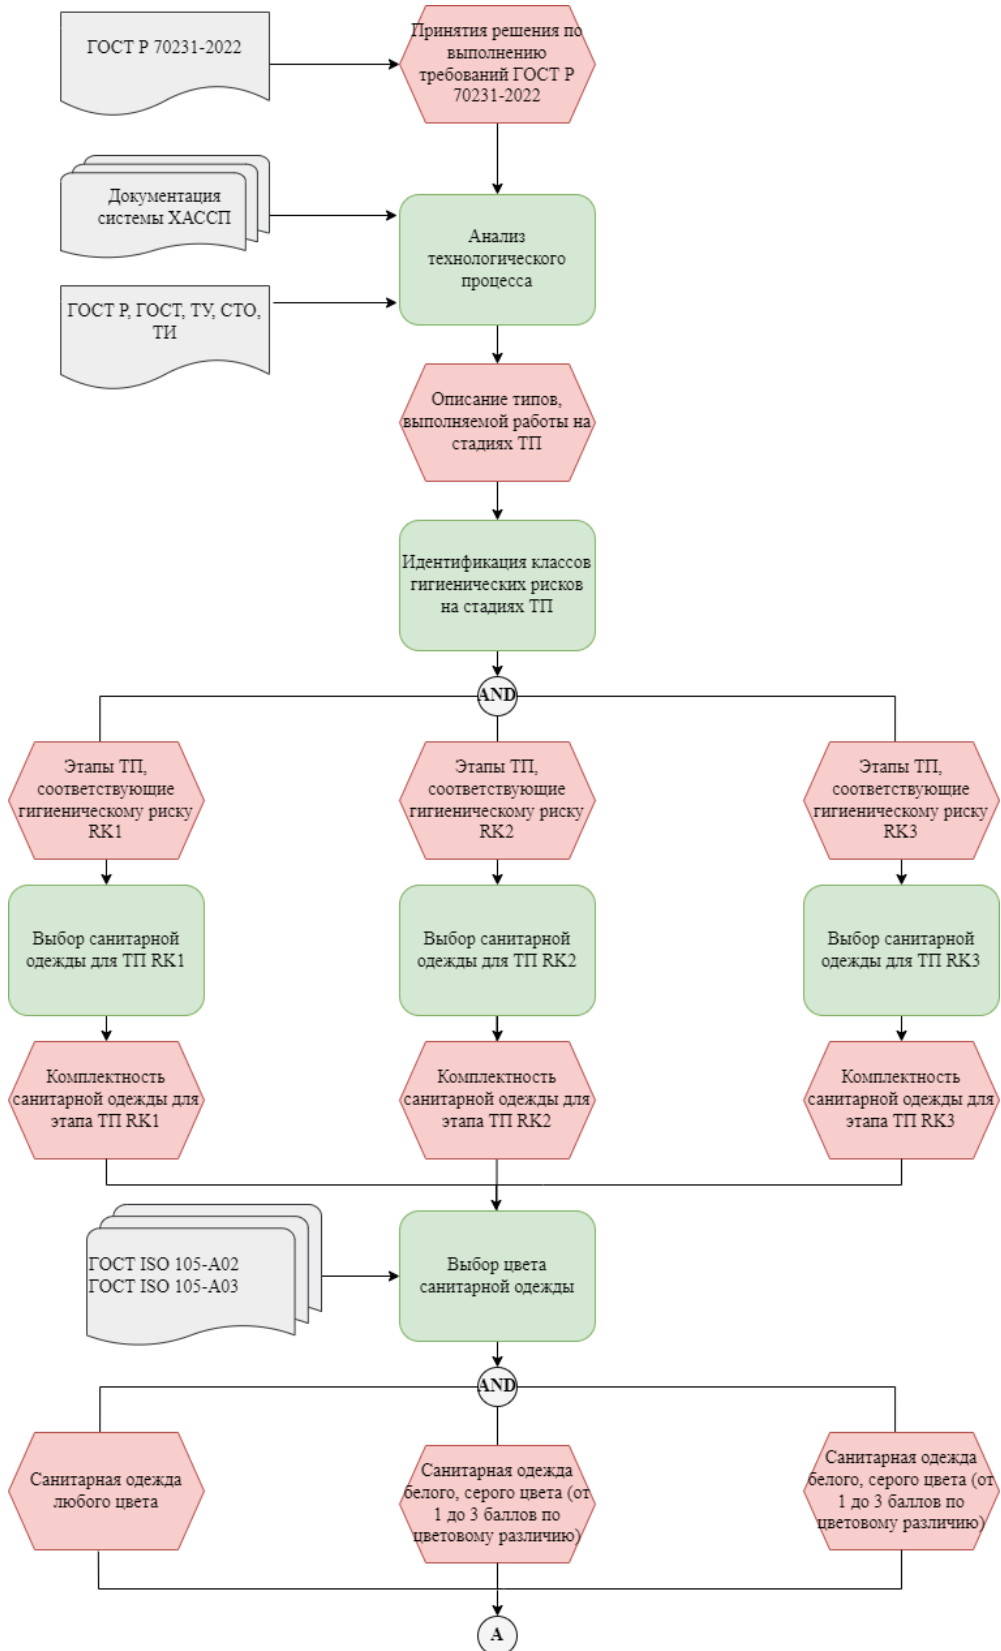 ГОСТ Р 70231-2022
Принятия решения по
выполнению
требований ГОСТ Р
70231-2022
Документация
системы ХАССП
Анализ
технологического
процесса
ГОСТ Р, ГОСТ, ТУ, СТО,
ТИ
Описание типов,
выполняемой работы на
стадиях ТП
Идентификация классов
гигиенических рисков
на стадиях ТП
AND
Этапы ТП,
соответствующие
гигиеническому риску
RK1
Этапы ТП,
соответствующие
гигиеническому риску
RK2
Этапы ТП,
соответствующие
гигиеническому риску
RK3
Выбор санитарной
одежды для ТП RK1
Выбор санитарной
одежды для ТП RK2
Выбор санитарной
одежды для ТП RK3
Комплектность
санитарной одежды для
этапа ТП RK1
Комплектность
санитарной одежды для
этапа ТП RK2
Комплектность
санитарной одежды для
этапа ТП RK3
ГОСТ ISO 105-A02
ГОСТ ISO 105-A03
Выбор цвета
санитарной одежды
AND
Санитарная одежда
любого цвета
Санитарная одежда
белого, серого цвета (от
1 до 3 баллов по
цветовому различию)
Санитарная одежда
белого, серого цвета (от
1 до 3 баллов по
цветовому различию)
A